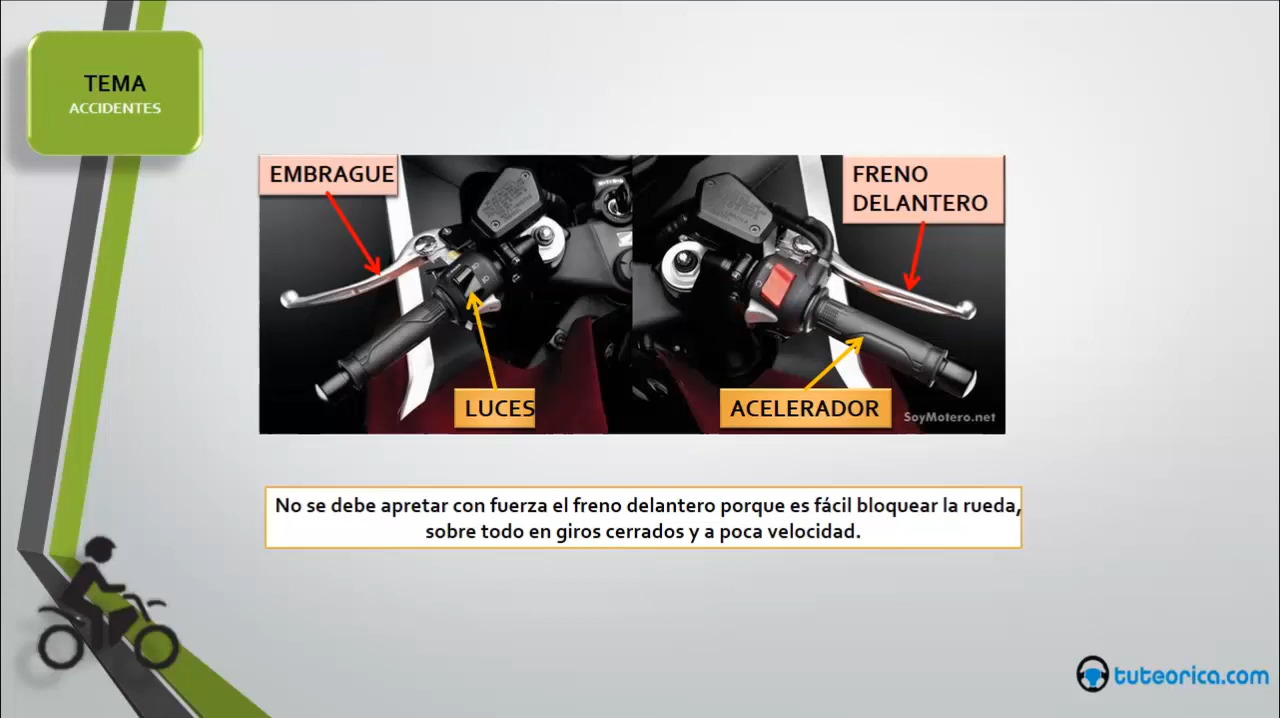 TEMA
ACCIDENTES
EMBRAGUE
FRENO
DELANTERO
LUCES
ACELERADOR
SoyMotero.net
No se debe apretar con fuerza el freno delantero porque es fácil bloquear la rueda,
sobre todo en giros cerrados y a poca velocidad.
tuteorica.com